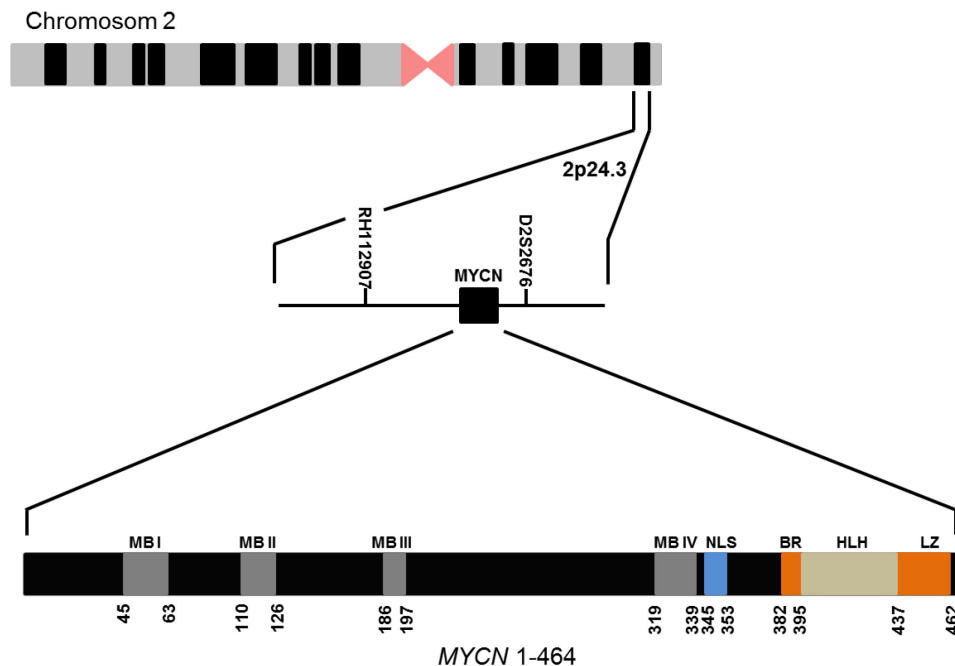 Chromosom 2
2p24.3
RH112907
D2S2676
MYCN
MB I
MB II
MB III
MB IV
NLS
BR
HLH
LZ
45
63
110
126
186
197
319
339
345
353
382
395
437
462
MYCN 1-464